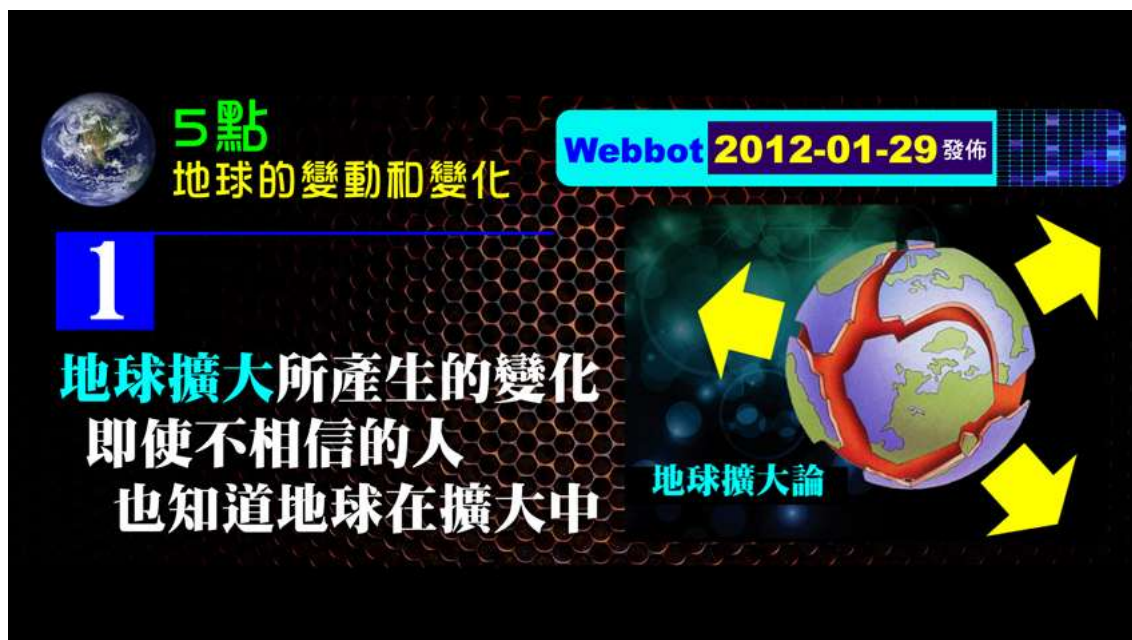 5點
地球的變動和變化
Webbot 2012-01-29 發佈
1
地球擴大所產生的變化
即使不相信的人
也知道地球在擴大中
地球擴大論